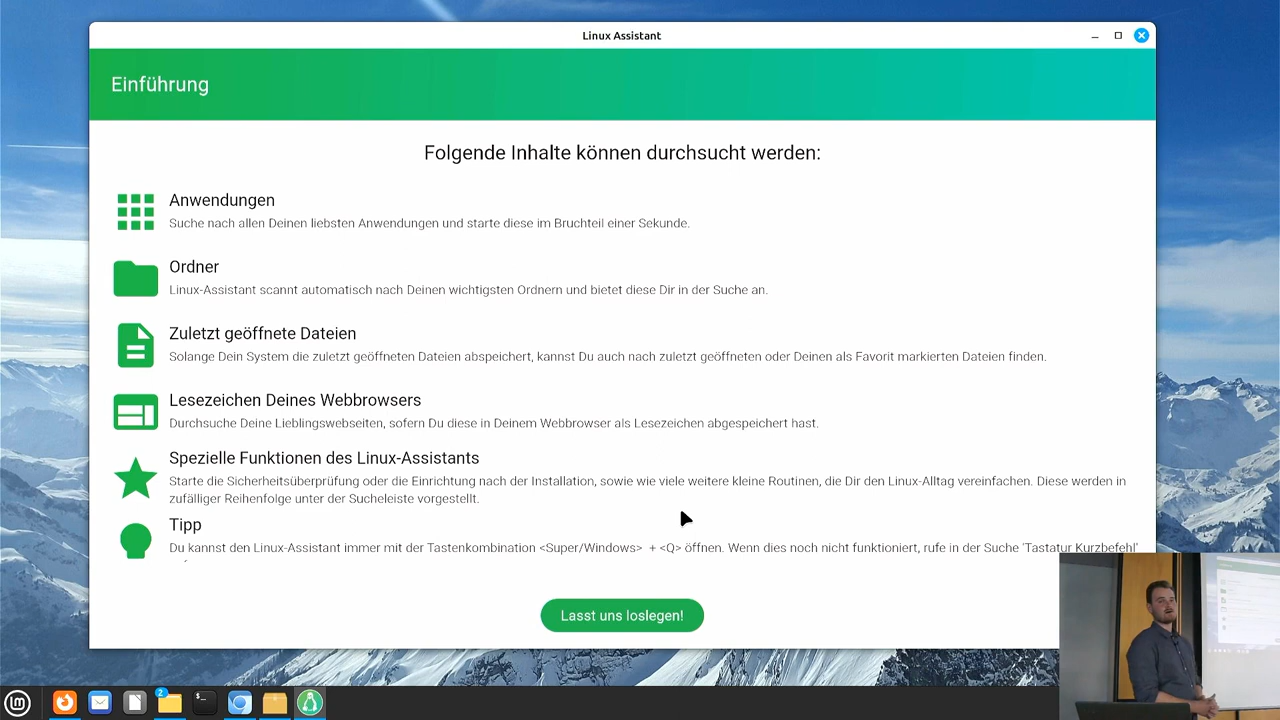 Linux Assistant
Einführung
Folgende Inhalte können durchsucht werden:
Anwendungen
Suche nach allen Deinen liebsten Anwendungen und starte diese im Bruchteil einer Sekunde.
Ordner
Linux-Assistant scannt automatisch nach Deinen wichtigsten Ordnern und bietet diese Dir in der Suche an.
Zuletzt geöffnete Dateien
Solange Dein System die zuletzt geöffneten Dateien abspeichert, kannst Du auch nach zuletzt geöffneten oder Deinen als Favorit markierten Dateien finden.
Lesezeichen Deines Webbrowsers
Durchsuche Deine Lieblingswebseiten, sofern Du diese in Deinem Webbrowser als Lesezeichen abgespeichert hast.
Spezielle Funktionen des Linux-Assistants
Starte die Sicherheitsüberprüfung oder die Einrichtung nach der Installation, sowie wie viele weitere kleine Routinen, die Dir den Linux-Alltag vereinfachen. Diese werden in
zufälliger Reihenfolge unter der Sucheleiste vorgestellt.
Tipp
Du kannst den Linux-Assistant immer mit der Tastenkombination <Super/Windows> + <Q> öffnen. Wenn dies noch nicht funktioniert, rufe in der Suche 'Tastatur Kurzbefehl'
Lasst uns loslegen!
2